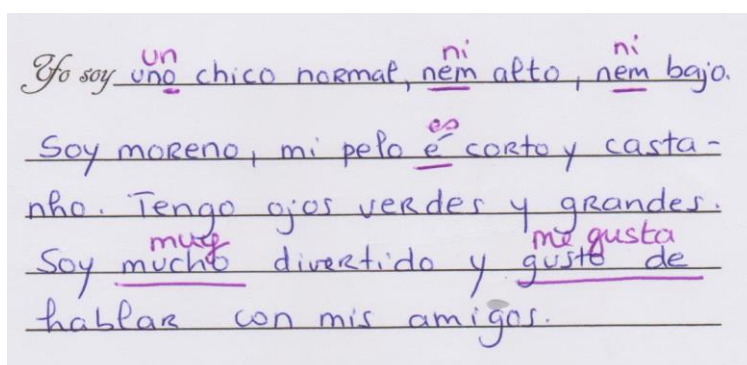 un ni ni
Yo soy uno chico normal, nem alto, nem bajo.
es
Soy moreno, mi pelo é corto y casta-
nho. Tengo ojos verdes y grandes.
muy me gusta
Soy mucho divertido y gusto de
hablar con mis amigos.